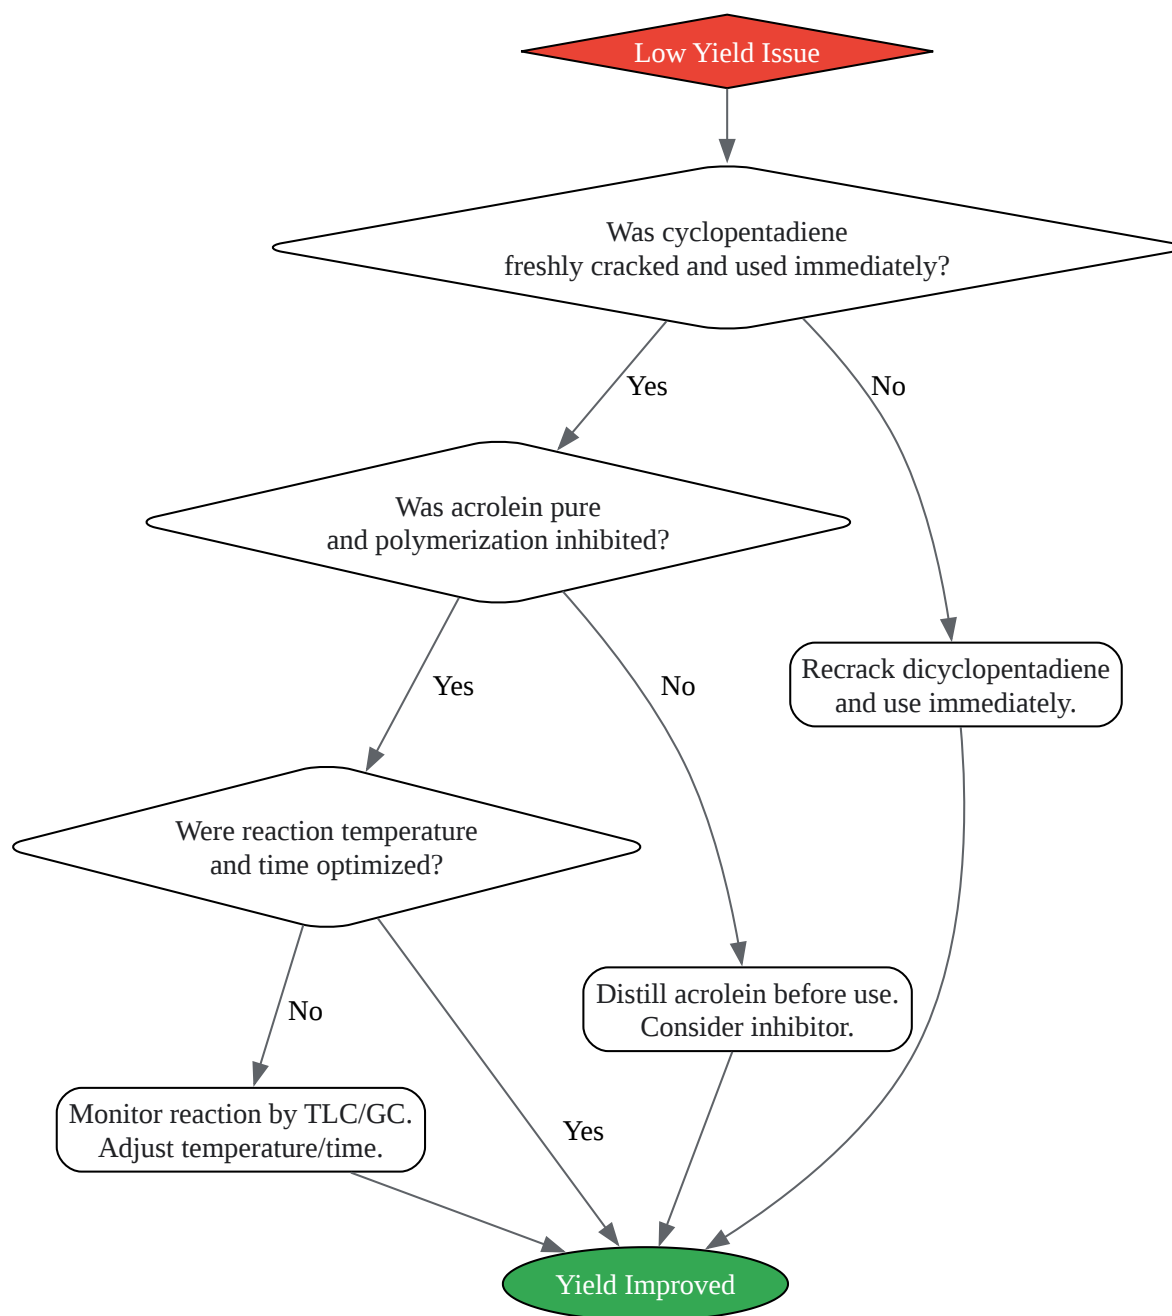 Low Yield Issue
Was cyclopentadiene
freshly cracked and used immediately?
Yes
No
Was acrolein pure
and polymerization inhibited?
Yes
No
Recrack dicyclopentadiene
and use immediately.
Were reaction temperature
and time optimized?
No
Yes
Distill acrolein before use.
Consider inhibitor.
Monitor reaction by TLC/GC.
Adjust temperature/time.
Yield Improved